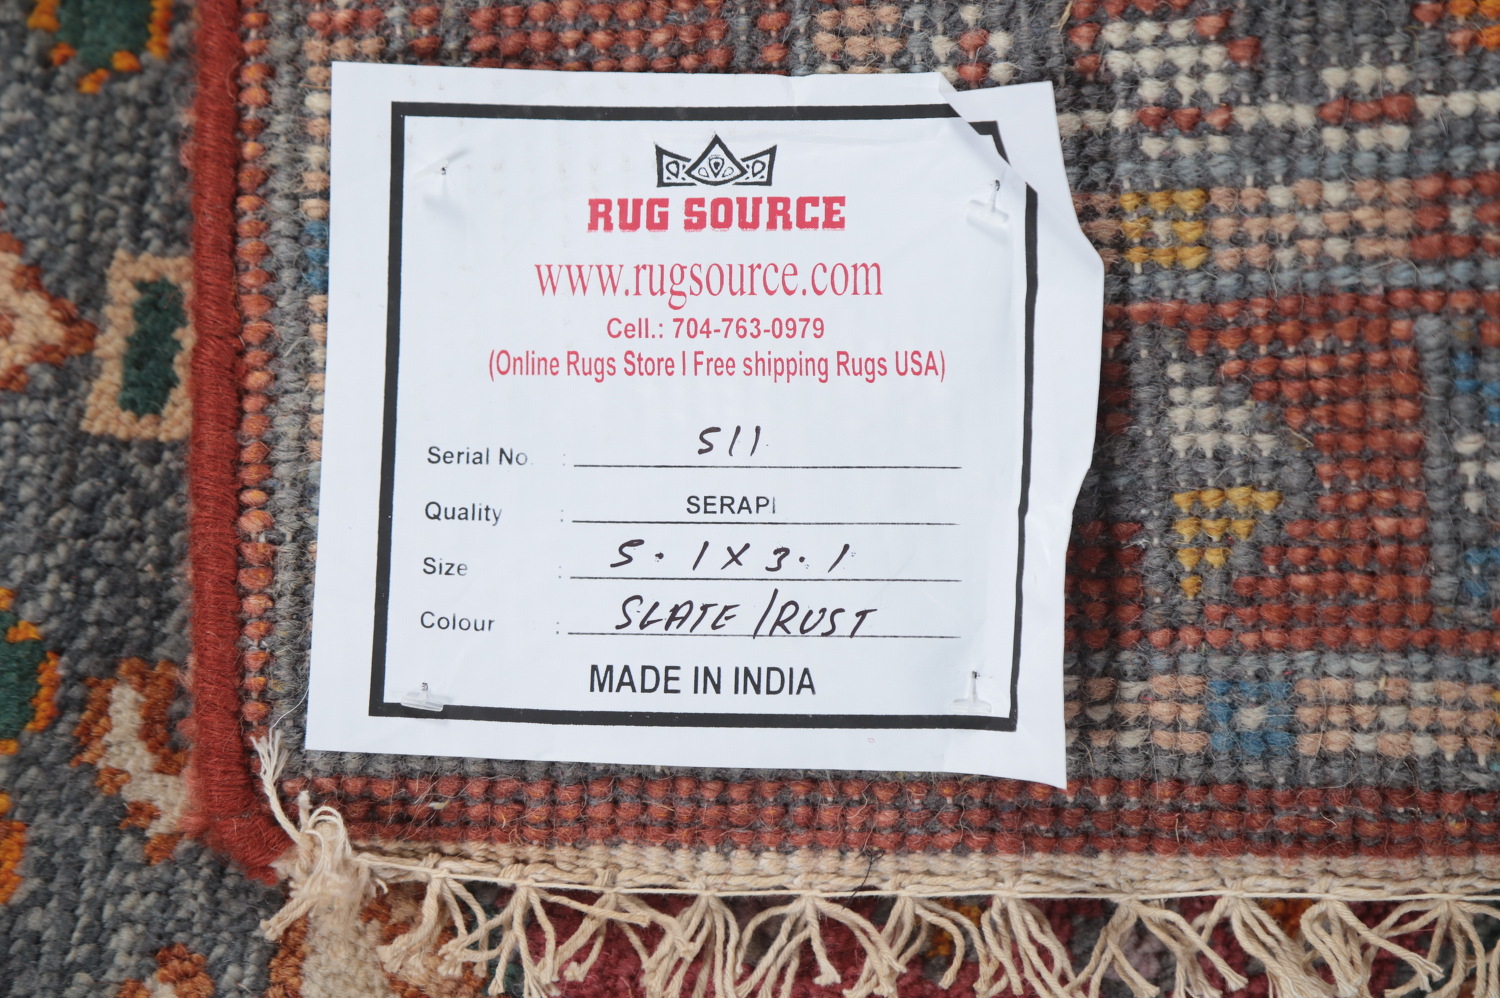 RUG SOURCE
www.rugsource.com
Cell.: 704-763-0979
(Online Rugs Store I Free shipping Rugs USA)
Serial No. : 511
Quality : SERAPI
Size : 5.1X3.1
Colour : SLATE/RUST
MADE IN INDIA